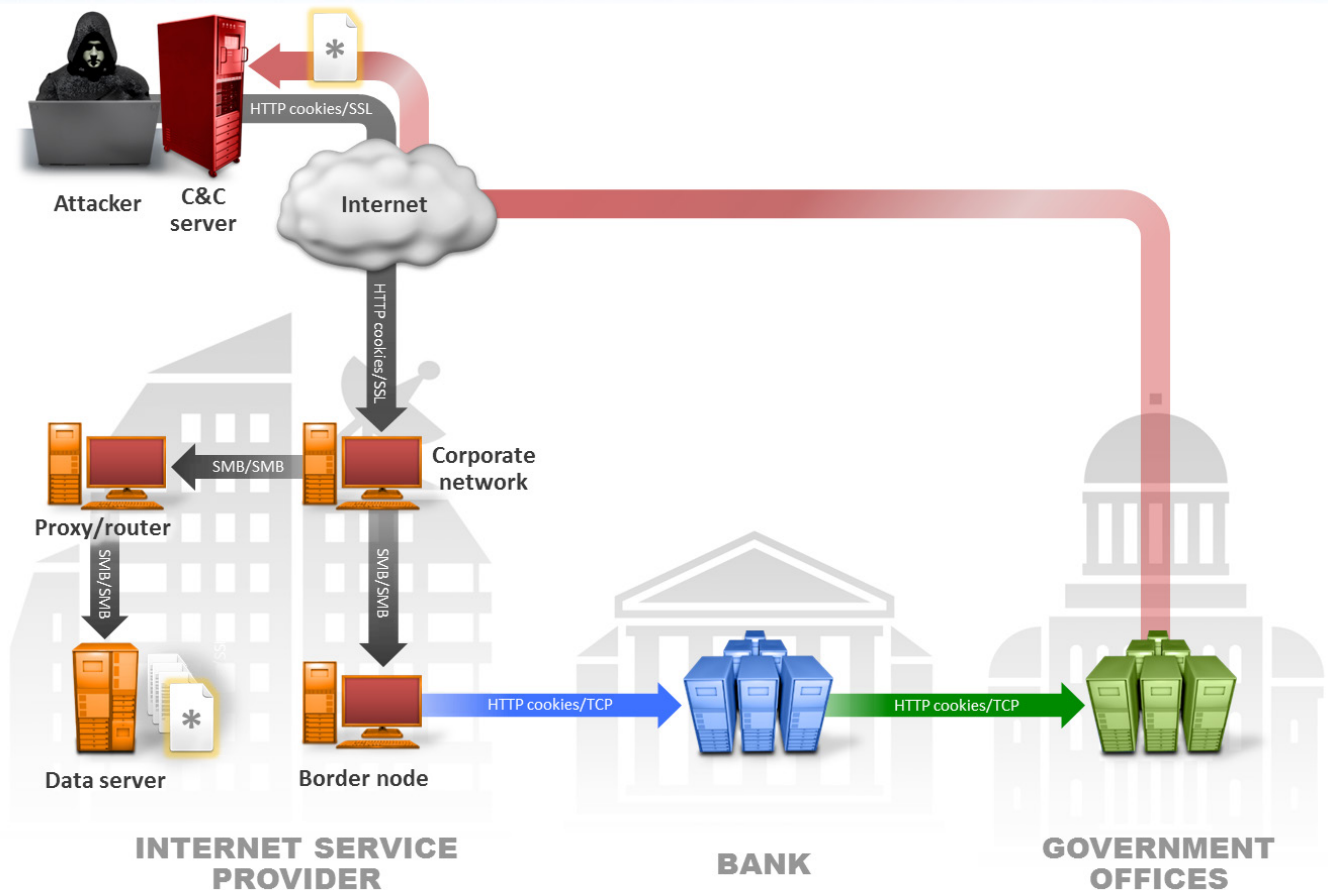 *
HTTP cookies/SSL
Attacker
C&C
server
Internet
HTTP cookies/SSL
SMB/SMB
Corporate
network
Proxy/router
SMB/SMB
SMB/SMB
*
HTTP cookies/TCP
HTTP cookies/TCP
Data server
Border node
INTERNET SERVICE
PROVIDER
BANK
GOVERNMENT
OFFICES